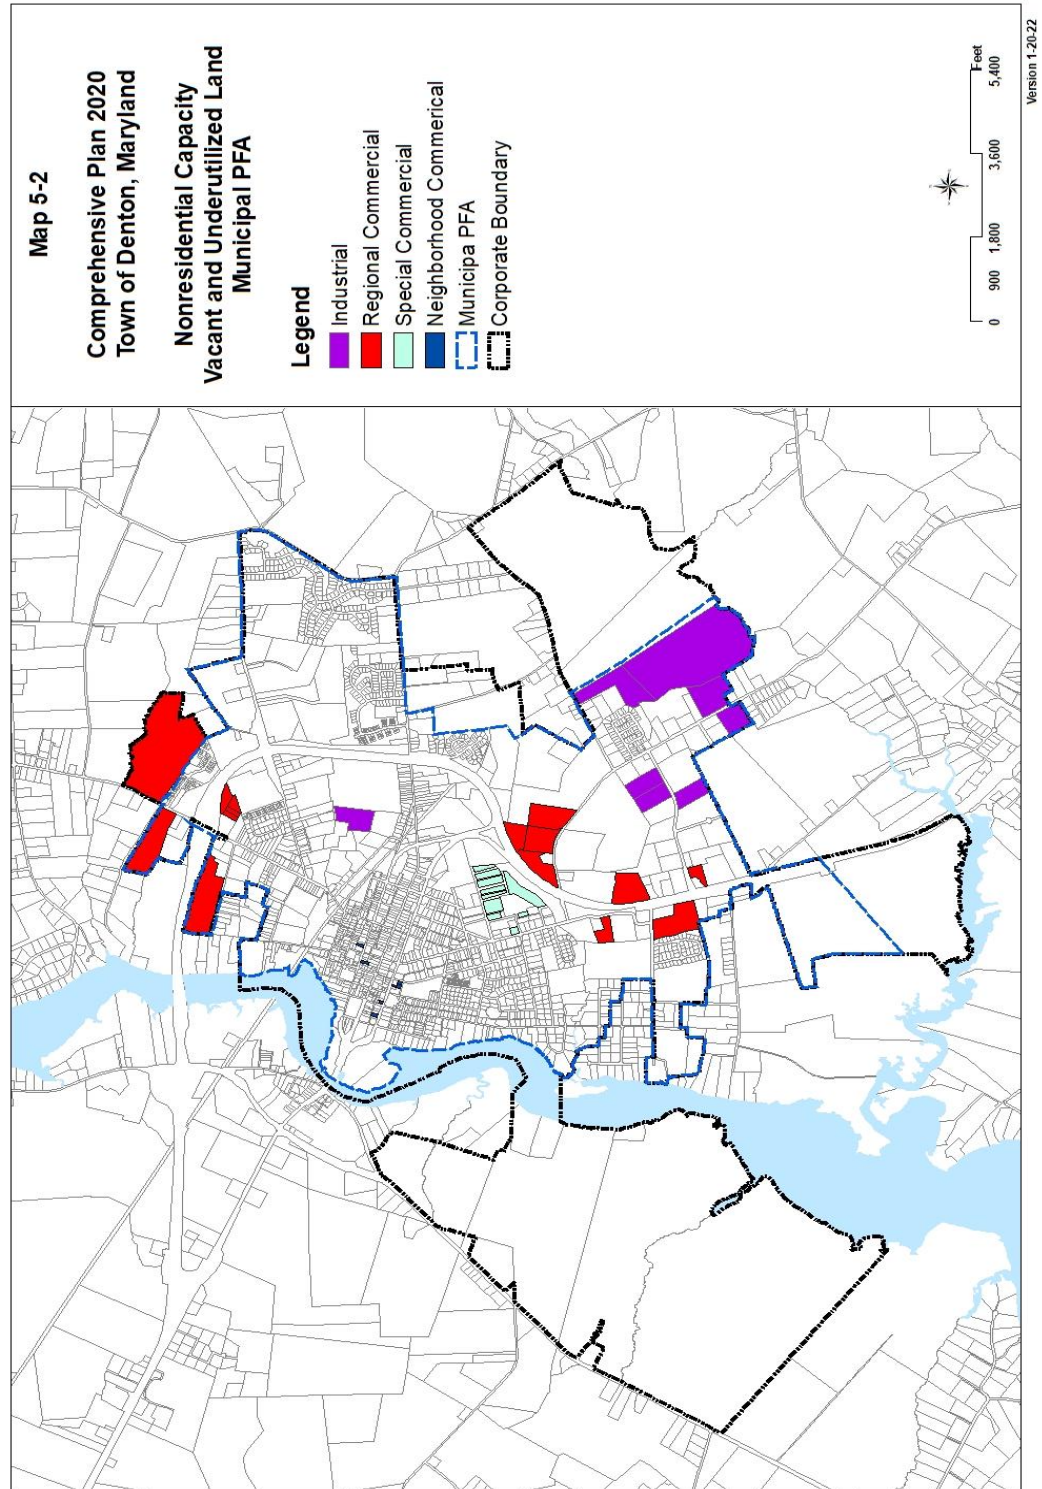 Map 5-2
Comprehensive Plan 2020
Town of Denton, Maryland
Nonresidential Capacity
Vacant and Underutilized Land
Municipal PFA
Legend
Industrial
Regional Commercial
Special Commercial
Neighborhood Commerical
Municipa PFA
Corporate Boundary
Feet
0 900 1,800 3,600 5,400
Version 1-20-22